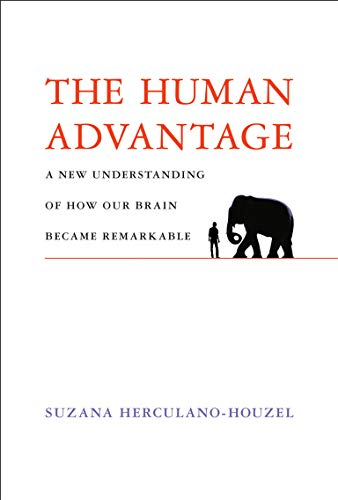 THE HUMAN
ADVANTAGE
A NEW UNDERSTANDING
OF HOW OUR BRAIN
BECAME REMARKABLE
SUZANA HERCULANO-HOUZEL